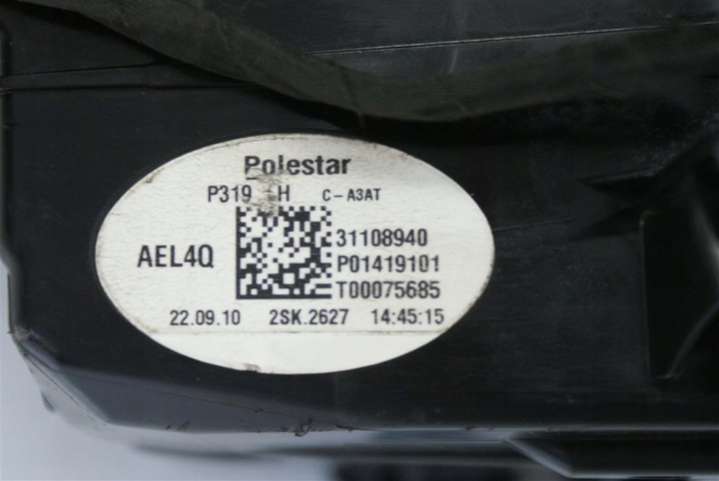 Polestar
P319 H C-A3AT
AEL4Q
31108940
P01419101
T00075685
22.09.10 2SK.2627 14:45:15